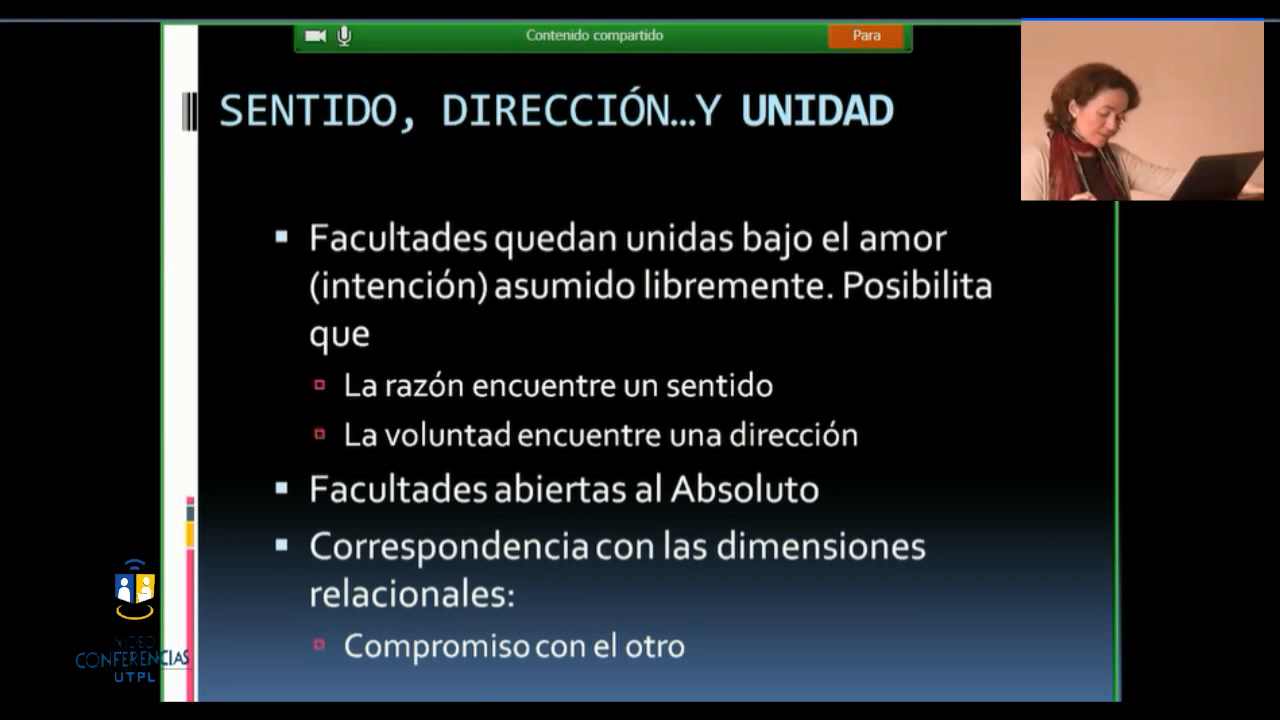 Contenido compartido
Para
SENTIDO, DIRECCIÓN...Y UNIDAD
Facultades quedan unidas bajo el amor
(intención) asumido libremente. Posibilita
que
La razón encuentre un sentido
La voluntad encuentre una dirección
Facultades abiertas al Absoluto
Correspondencia con las dimensiones
relacionales:
Compromiso con el otro
VIDEO
CONFERENCIAS
UTPL